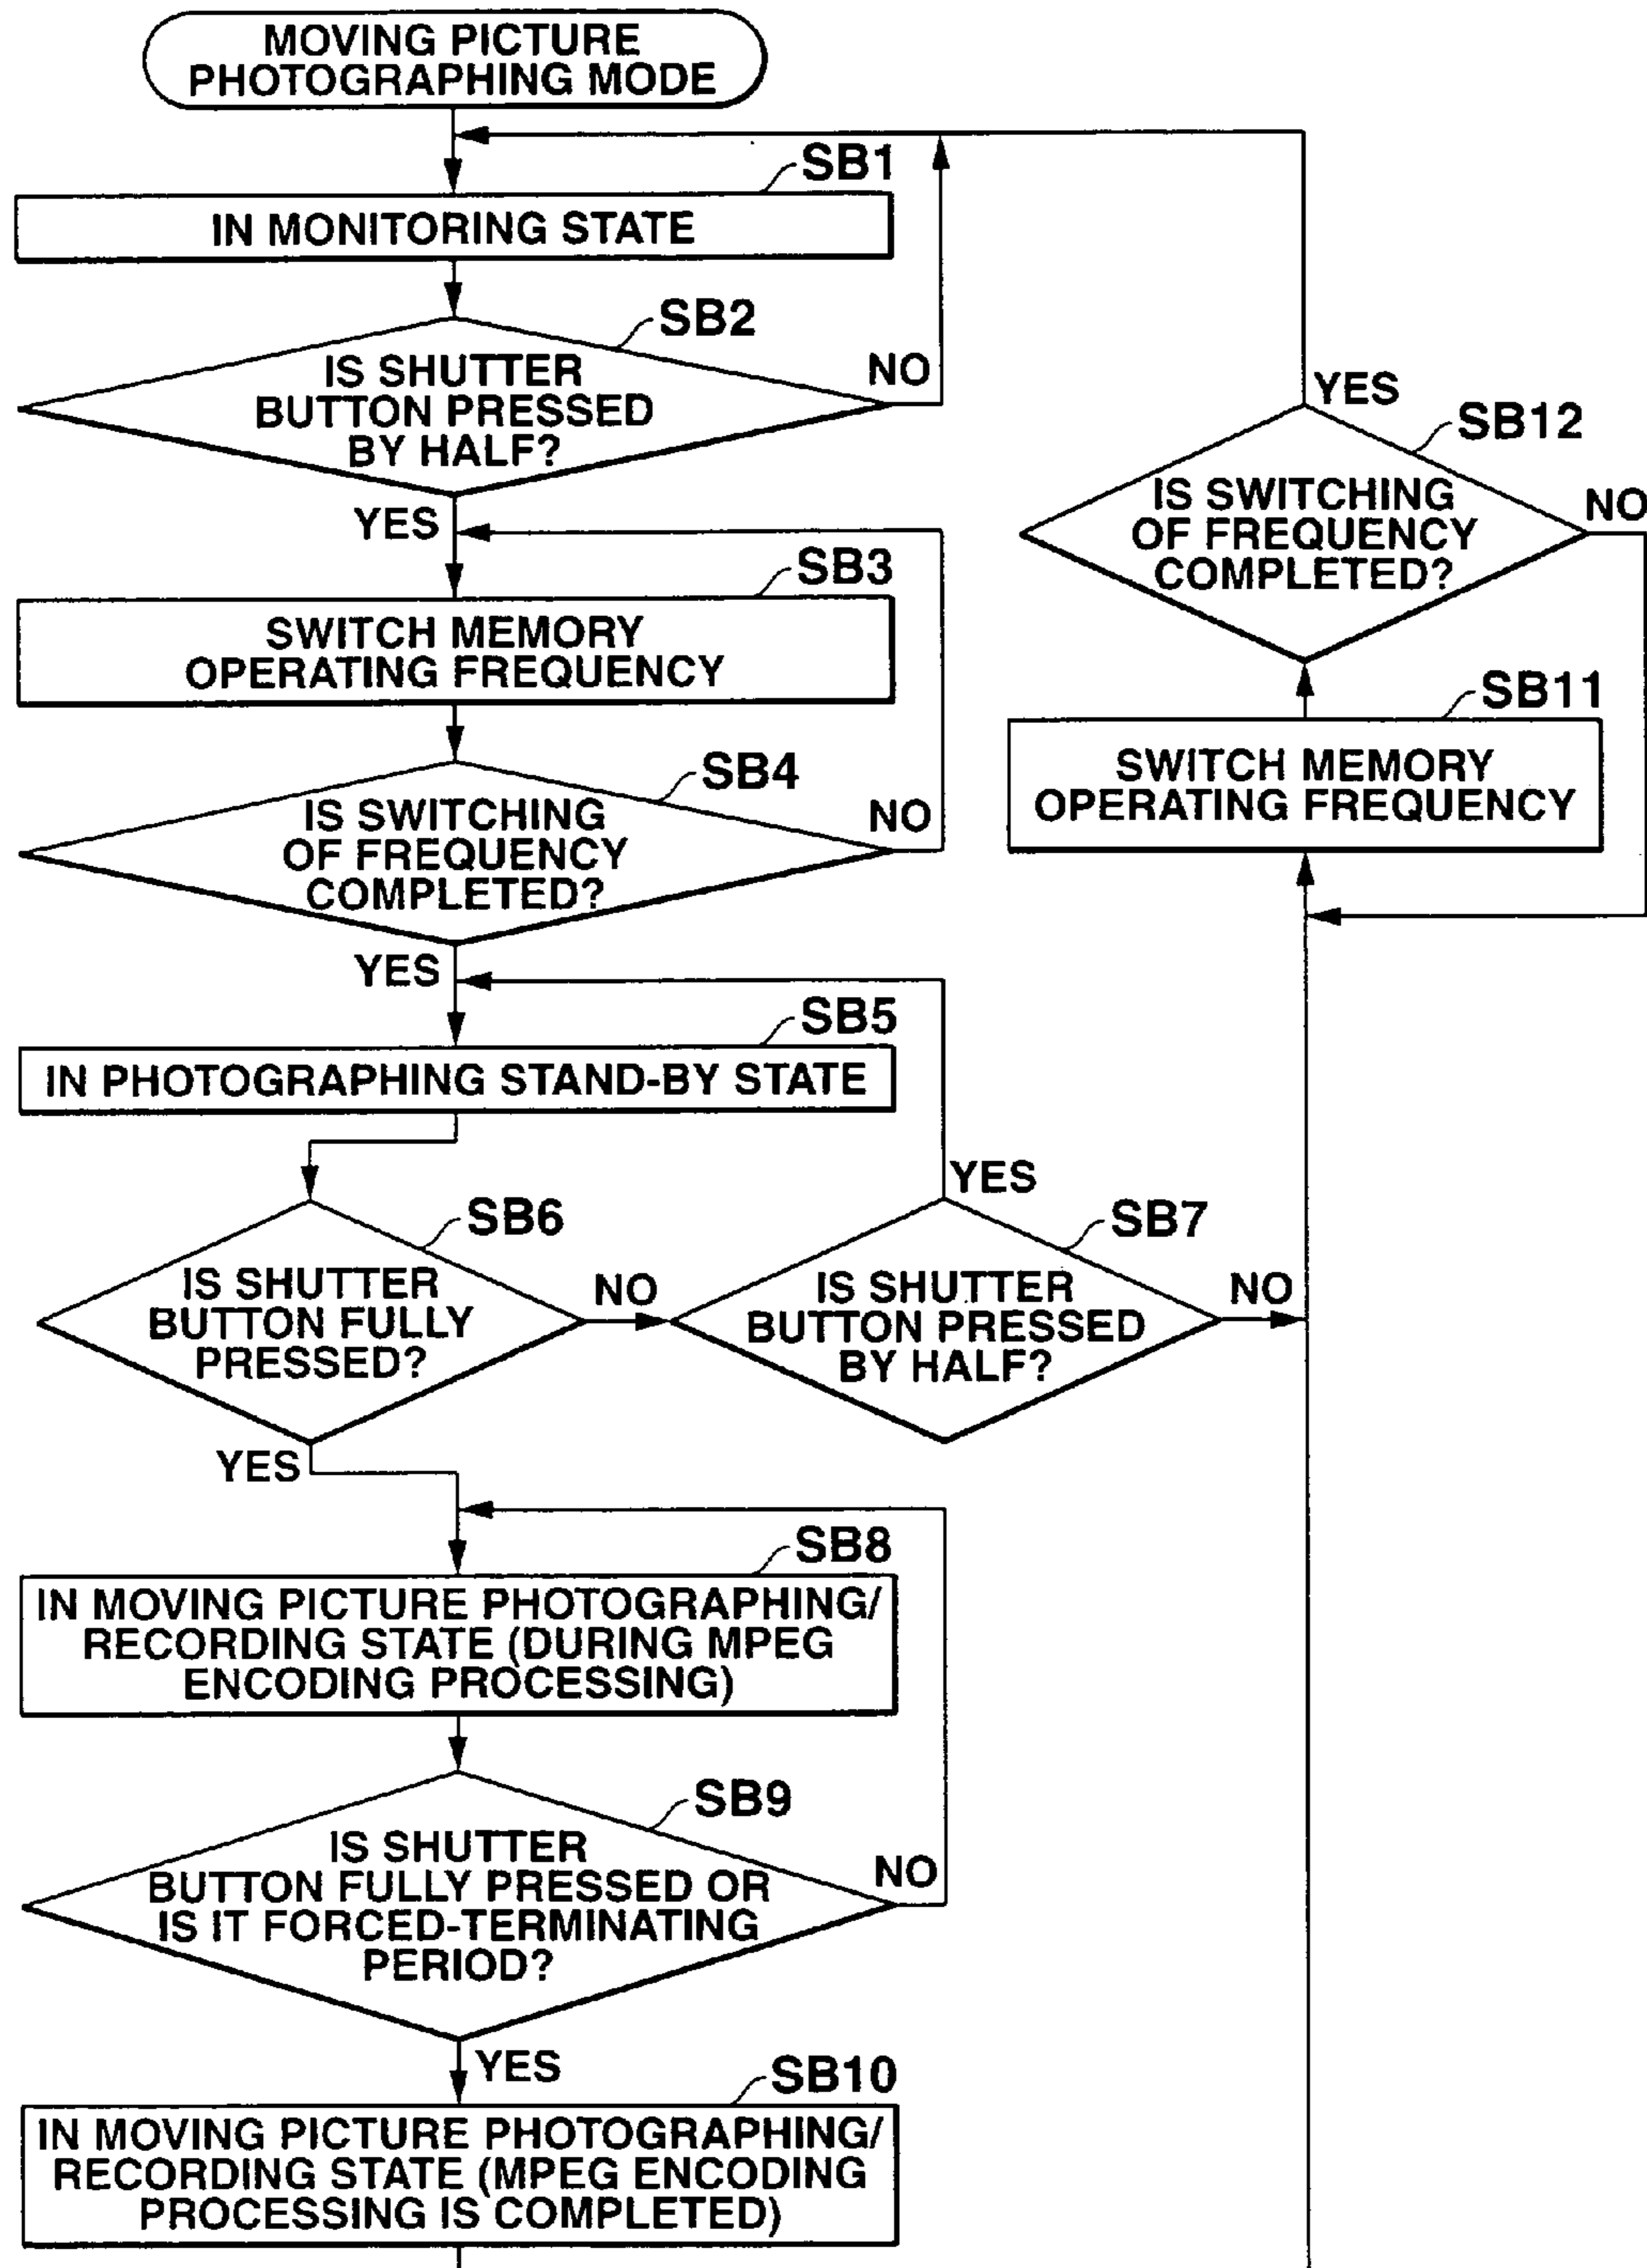 MOVING PICTURE
PHOTOGRAPHING MODE
SB1
IN MONITORING STATE
SB2
IS SHUTTER
BUTTON PRESSED
BY HALF?
NO
YES
SB3
SWITCH MEMORY
OPERATING FREQUENCY
SB4
IS SWITCHING
OF FREQUENCY
COMPLETED?
NO
YES
SB5
IN PHOTOGRAPHING STAND-BY STATE
SB6
IS SHUTTER
BUTTON FULLY
PRESSED?
NO
YES
SB7
IS SHUTTER
BUTTON PRESSED
BY HALF?
YES
NO
SB8
IN MOVING PICTURE PHOTOGRAPHING/
RECORDING STATE (DURING MPEG
ENCODING PROCESSING)
SB9
IS SHUTTER
BUTTON FULLY PRESSED OR
IS IT FORCED-TERMINATING
PERIOD?
NO
YES
SB10
IN MOVING PICTURE PHOTOGRAPHING/
RECORDING STATE (MPEG ENCODING
PROCESSING IS COMPLETED)
SB11
SWITCH MEMORY
OPERATING FREQUENCY
SB12
IS SWITCHING
OF FREQUENCY
COMPLETED?
YES
NO